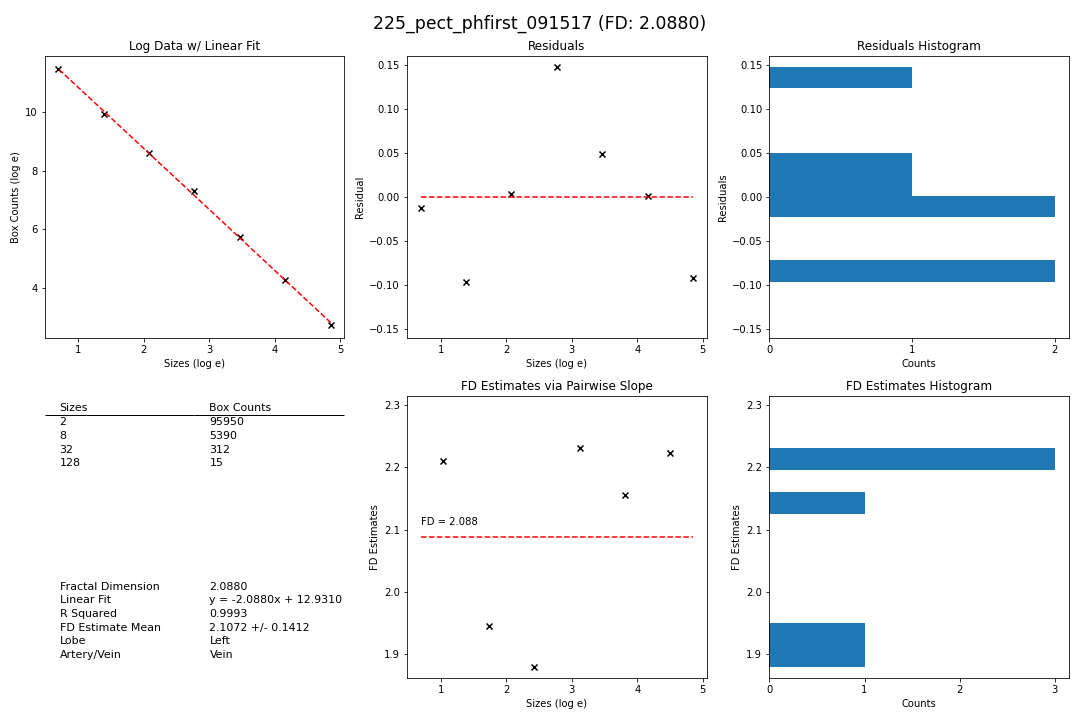 225_pect_phfirst_091517 (FD: 2.0880)
Log Data w/ Linear Fit
Box Counts (log e)
10
8
6
4
1 2 3 4 5
Sizes (log e)
Residuals
Residual
0.15
0.10
0.05
0.00
−0.05
−0.10
−0.15
1 2 3 4 5
Sizes (log e)
Residuals Histogram
Residuals
0.15
0.10
0.05
0.00
−0.05
−0.10
−0.15
0 1 2
Counts
Sizes Box Counts
2 95950
8 5390
32 312
128 15
Fractal Dimension 2.0880
Linear Fit y = -2.0880x + 12.9310
R Squared 0.9993
FD Estimate Mean 2.1072 +/- 0.1412
Lobe Left
Artery/Vein Vein
FD Estimates via Pairwise Slope
FD Estimates
2.3
2.2
2.1
2.0
1.9
FD = 2.088
1 2 3 4 5
Sizes (log e)
FD Estimates Histogram
FD Estimates
2.3
2.2
2.1
2.0
1.9
0 1 2 3
Counts